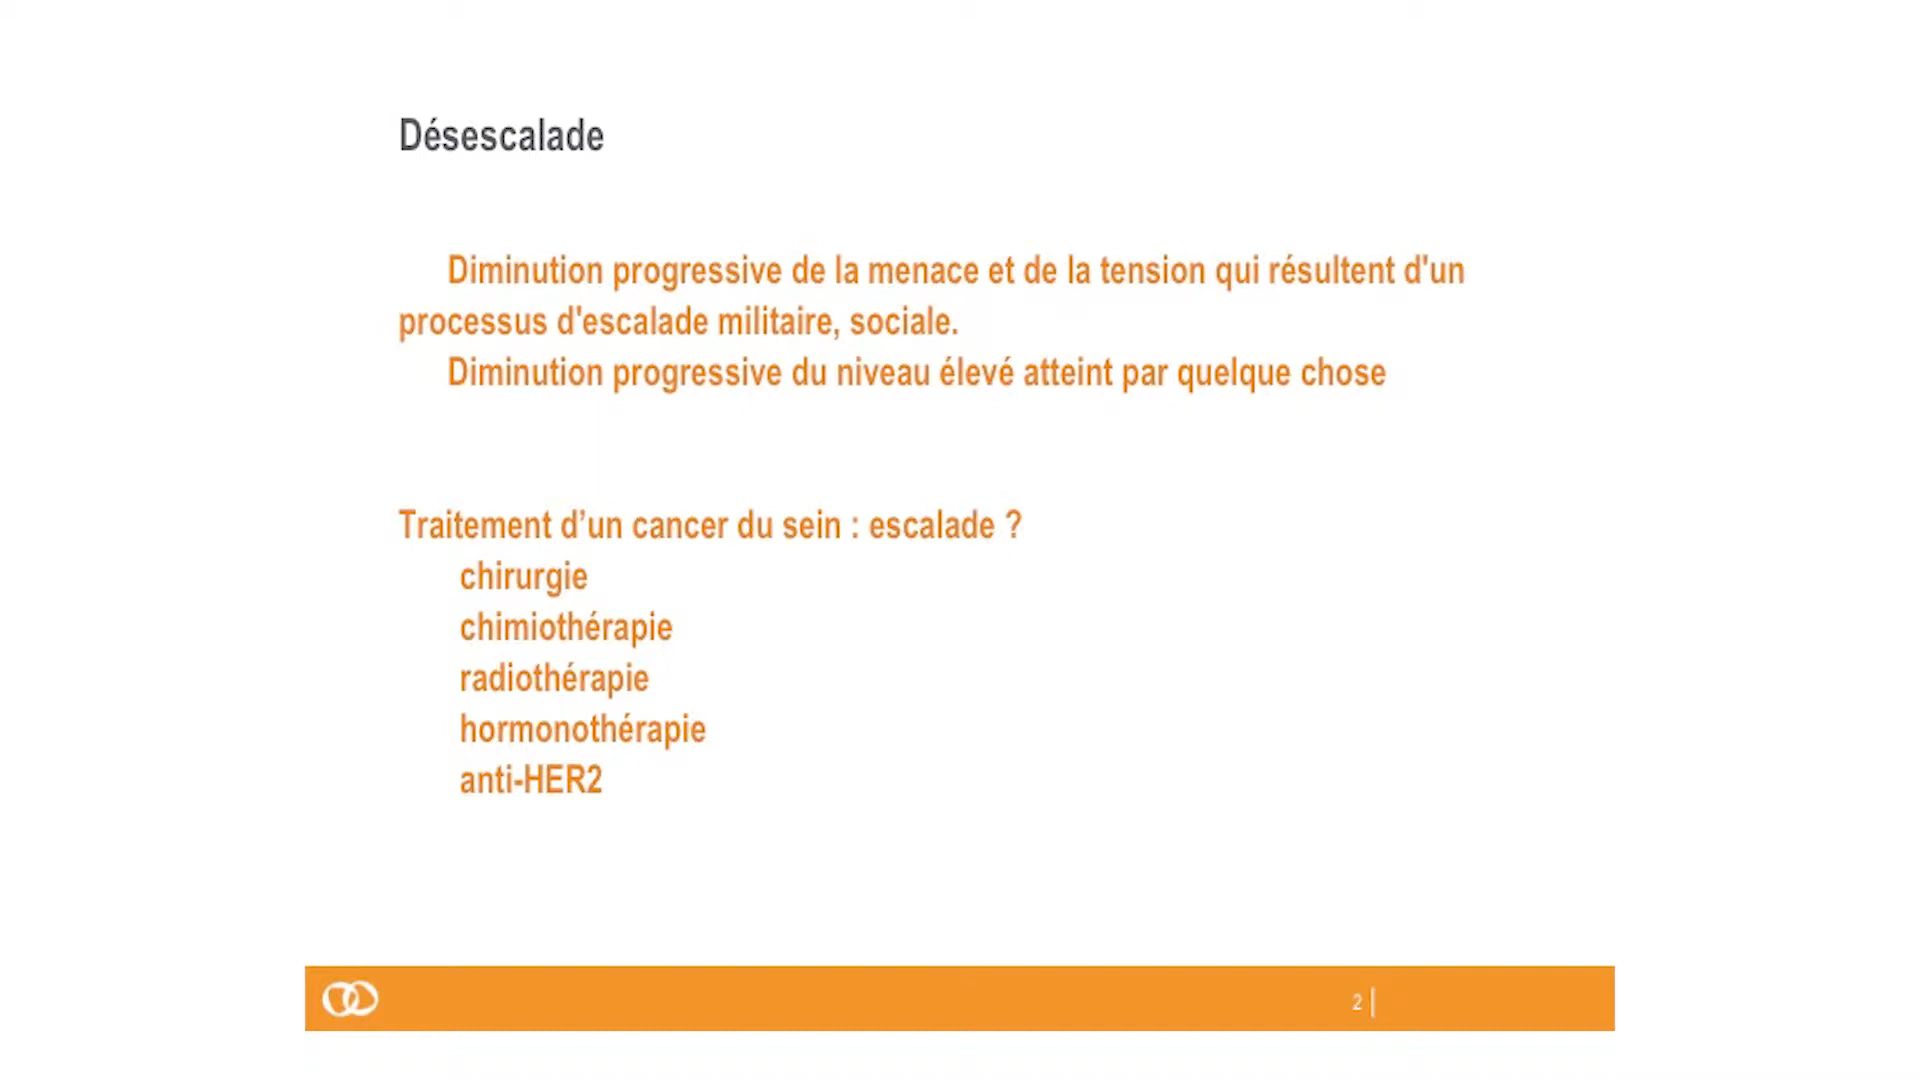 Désescalade
Diminution progressive de la menace et de la tension qui résultent d'un
processus d'escalade militaire, sociale.
Diminution progressive du niveau élevé atteint par quelque chose
Traitement d’un cancer du sein : escalade ?
chirurgie
chimiothérapie
radiothérapie
hormonothérapie
anti-HER2
2